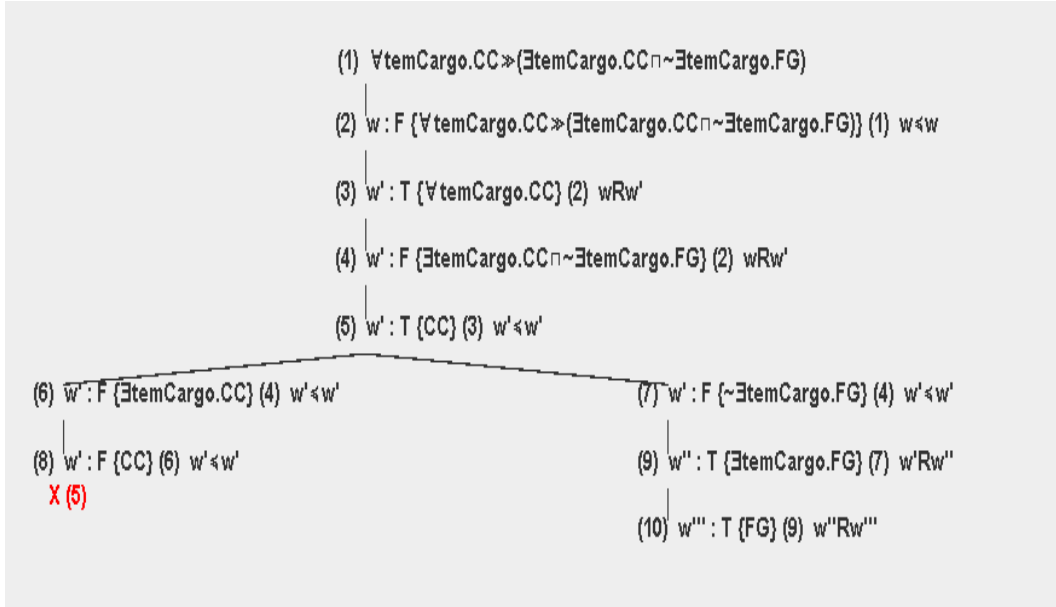 (1) ∀temCargo.CC≫(∃temCargo.CC⊓~∃temCargo.FG)
(2) w : F {∀temCargo.CC≫(∃temCargo.CC⊓~∃temCargo.FG)} (1) w≼w
(3) w' : T {∀temCargo.CC} (2) wRw'
(4) w' : F {∃temCargo.CC⊓~∃temCargo.FG} (2) wRw'
(5) w' : T {CC} (3) w'≼w'
(6) w' : F {∃temCargo.CC} (4) w'≼w'
(7) w' : F {~∃temCargo.FG} (4) w'≼w'
(8) w' : F {CC} (6) w'≼w'
X (5)
(9) w'' : T {∃temCargo.FG} (7) w'Rw''
(10) w''' : T {FG} (9) w''Rw'''